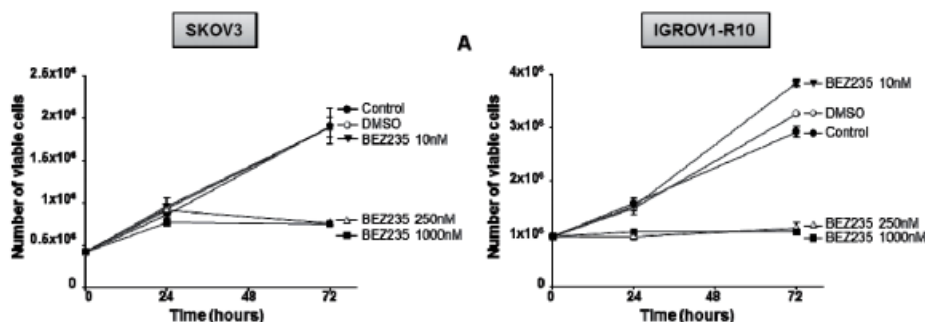 SKOV3
A
IGROV1-R10
Number of viable cells
2.5x10⁶
2x10⁶
1.5x10⁶
1x10⁶
0.5x10⁶
0
Control
DMSO
BEZ235 10nM
BEZ235 250nM
BEZ235 1000nM
0 24 48 72
Time (hours)
Number of viable cells
4x10⁶
3x10⁶
2x10⁶
1x10⁶
0
BEZ235 10nM
DMSO
Control
BEZ235 250nM
BEZ235 1000nM
0 24 48 72
Time (hours)